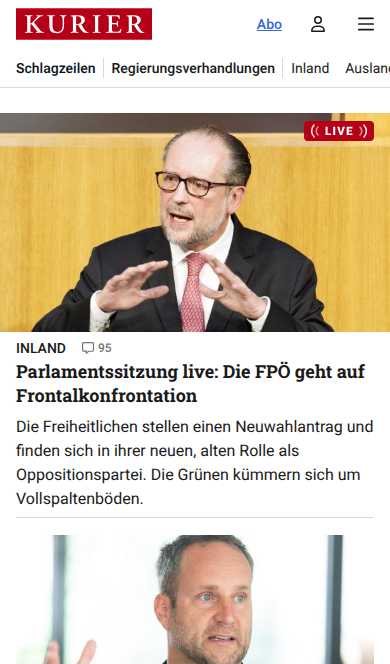 KURIER
Abo
Schlagzeilen
Regierungsverhandlungen
Inland
Auslan
LIVE
INLAND
95
Parlamentssitzung live: Die FPÖ geht auf
Frontalkonfrontation
Die Freiheitlichen stellen einen Neuwahlantrag und
finden sich in ihrer neuen, alten Rolle als
Oppositionspartei. Die Grünen kümmern sich um
Vollspaltenböden.